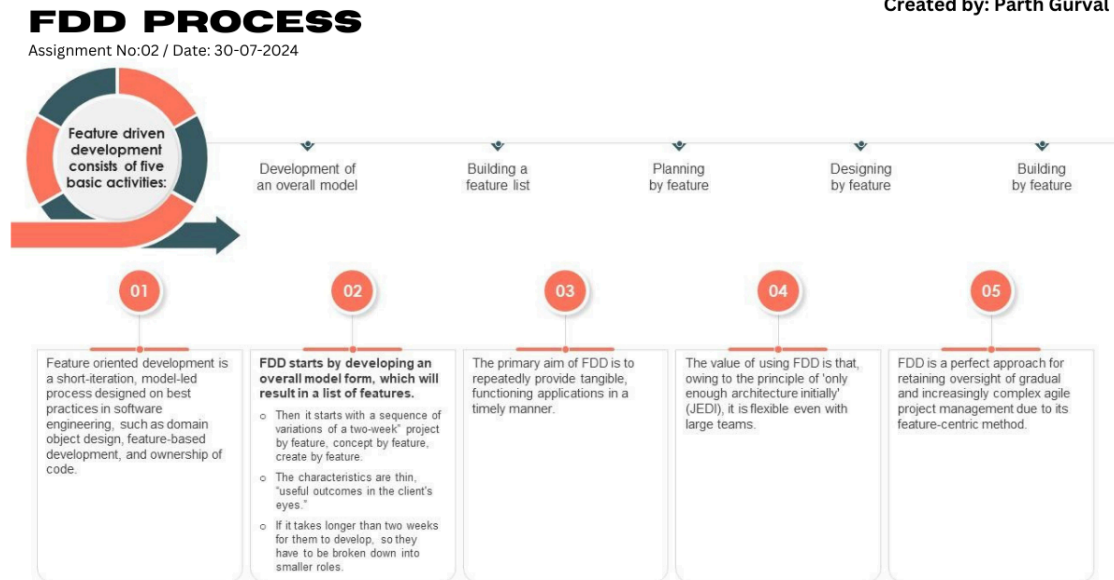 Created by: Parth Gurval
FDD PROCESS
Assignment No:02 / Date: 30-07-2024
Feature driven
development
consists of five
basic activities:
Development of
an overall model
Building a
feature list
Planning
by feature
Designing
by feature
Building
by feature
01
Feature oriented development is
a short-iteration, model-led
process designed on best
practices in software
engineering, such as domain
object design, feature-based
development, and ownership of
code.
02
FDD starts by developing an
overall model form, which will
result in a list of features.
o Then it starts with a sequence of
variations of a two-week” project
by feature, concept by feature,
create by feature.
o The characteristics are thin,
“useful outcomes in the client's
eyes.”
o If it takes longer than two weeks
for them to develop, so they
have to be broken down into
smaller roles.
03
The primary aim of FDD is to
repeatedly provide tangible,
functioning applications in a
timely manner.
04
The value of using FDD is that,
owing to the principle of 'only
enough architecture initially'
(JEDI), it is flexible even with
large teams.
05
FDD is a perfect approach for
retaining oversight of gradual
and increasingly complex agile
project management due to its
feature-centric method.